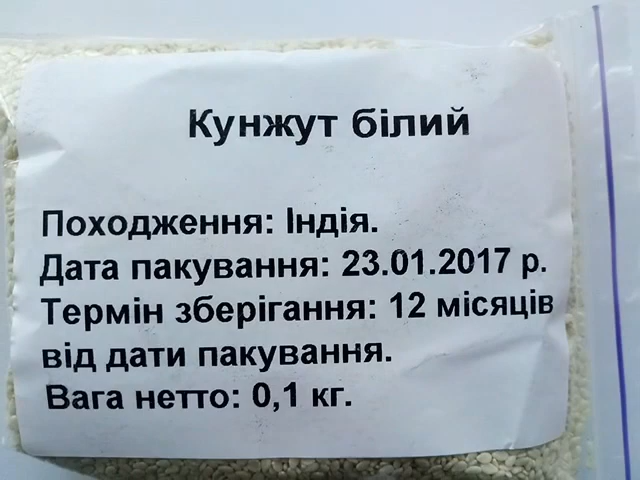 Кунжут білий
Походження: Індія.
Дата пакування: 23.01.2017 р.
Термін зберігання: 12 місяців
від дати пакування.
Вага нетто: 0,1 кг.